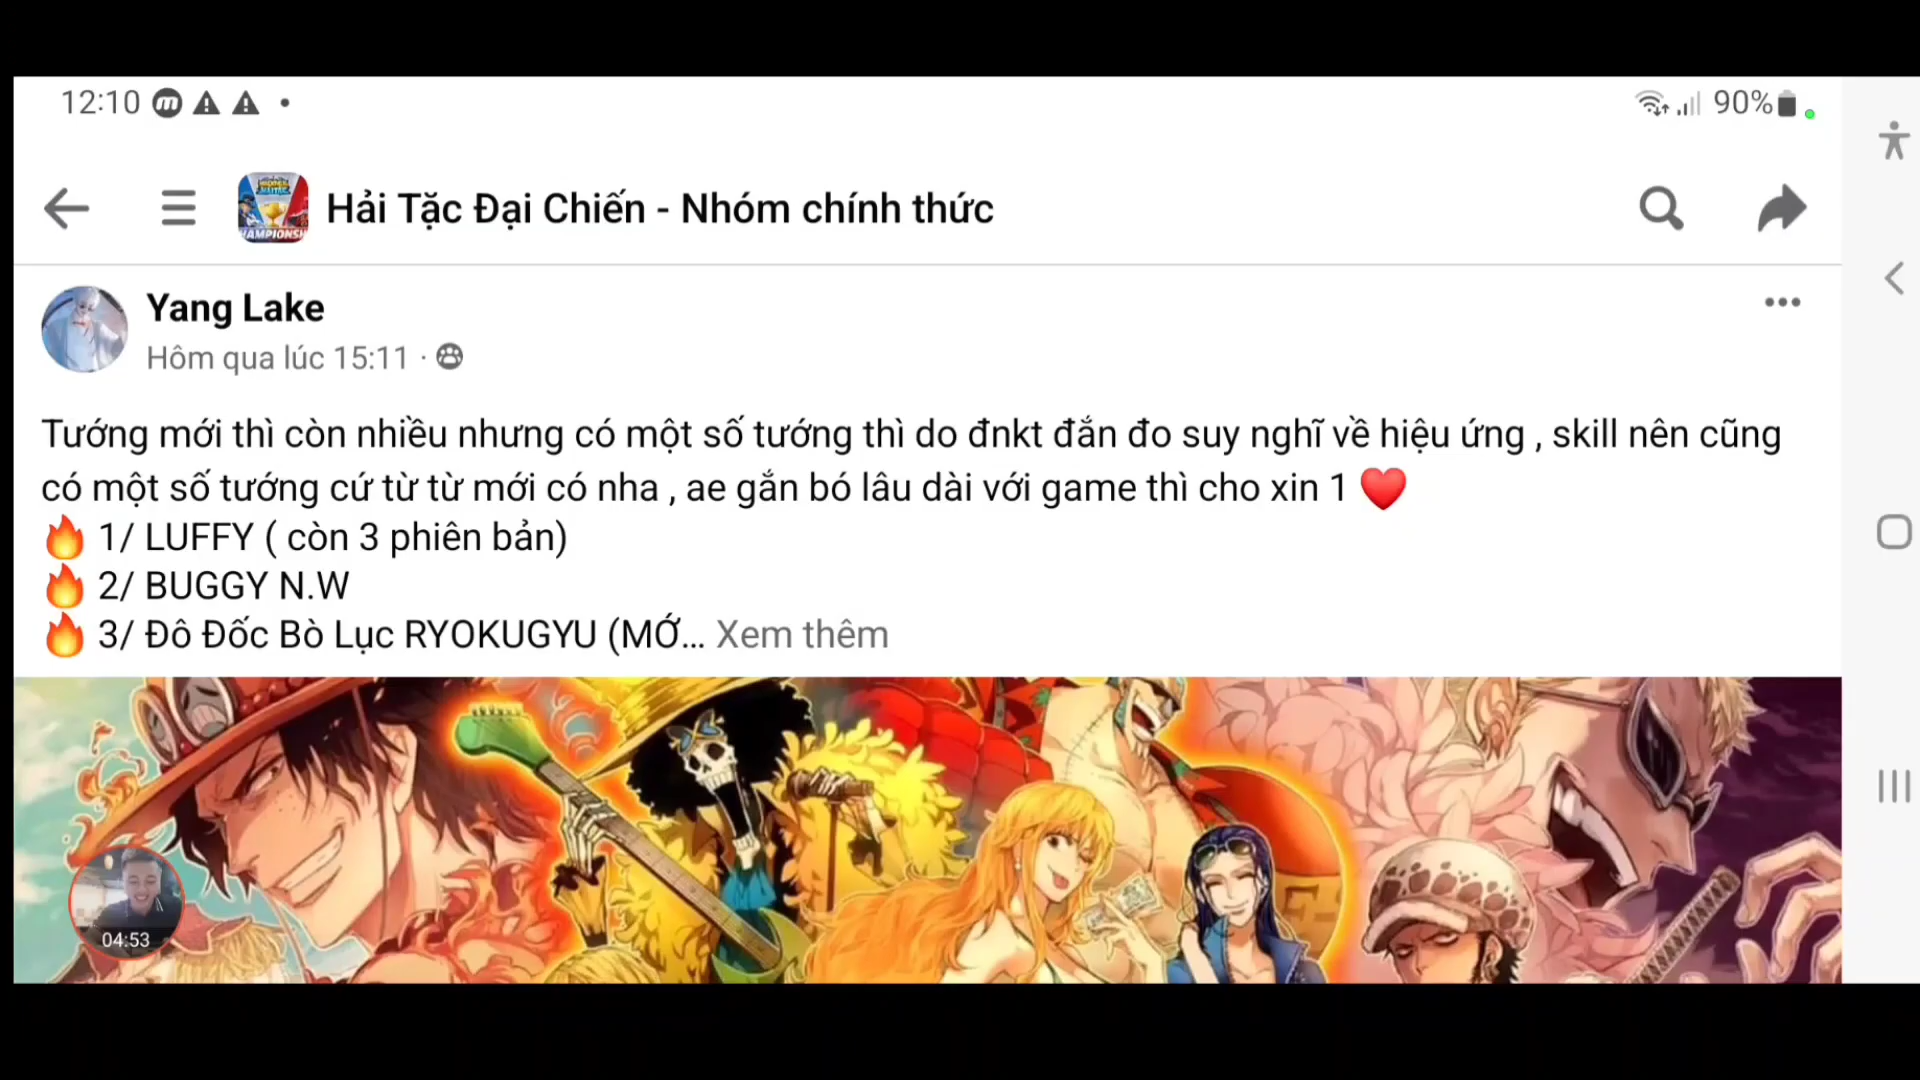 12:10
90%
Hải Tặc Đại Chiến - Nhóm chính thức
Yang Lake
Hôm qua lúc 15:11 ·
Tướng mới thì còn nhiều nhưng có một số tướng thì do đnkt đắn đo suy nghĩ về hiệu ứng , skill nên cũng
có một số tướng cứ từ từ mới có nha , ae gắn bó lâu dài với game thì cho xin 1 ❤️
🔥 1/ LUFFY ( còn 3 phiên bản)
🔥 2/ BUGGY N.W
🔥 3/ Đô Đốc Bò Lục RYOKUGYU (MỚ... Xem thêm
04:53